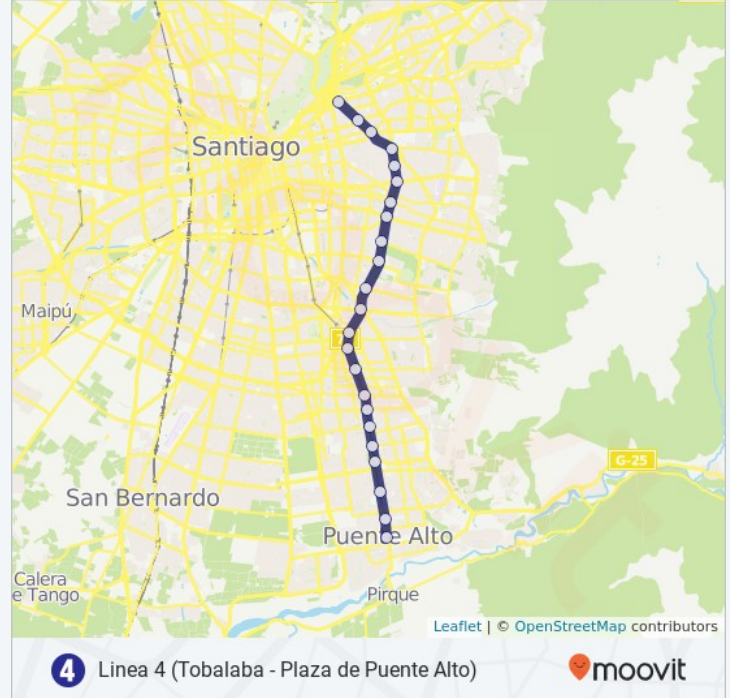 Santiago
Maipú
G-25
San Bernardo
Puente Alto
Calera
e Tango
Pirque
Leaflet | © OpenStreetMap contributors
4 Linea 4 (Tobalaba - Plaza de Puente Alto) moovit